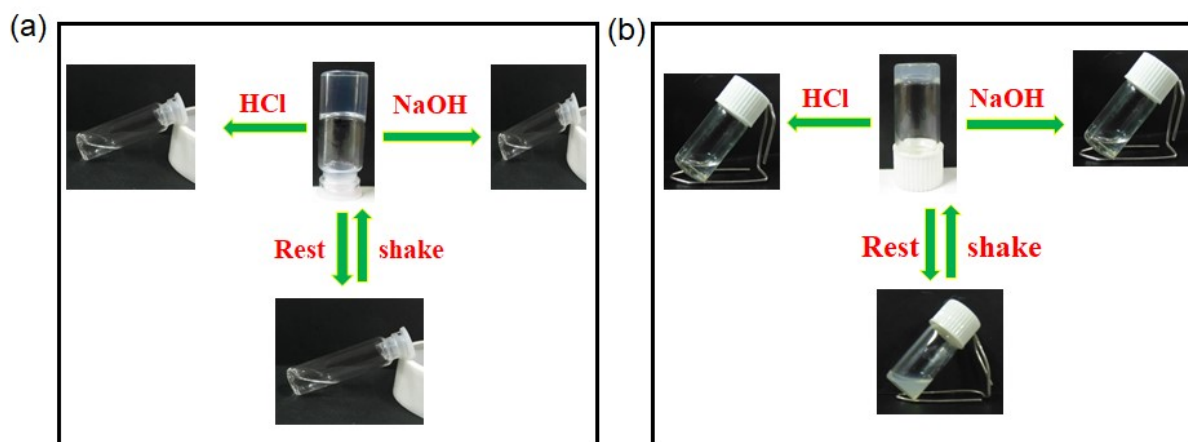 (a)
HCl
NaOH
Rest
shake
(b)
HCl
NaOH
Rest
shake